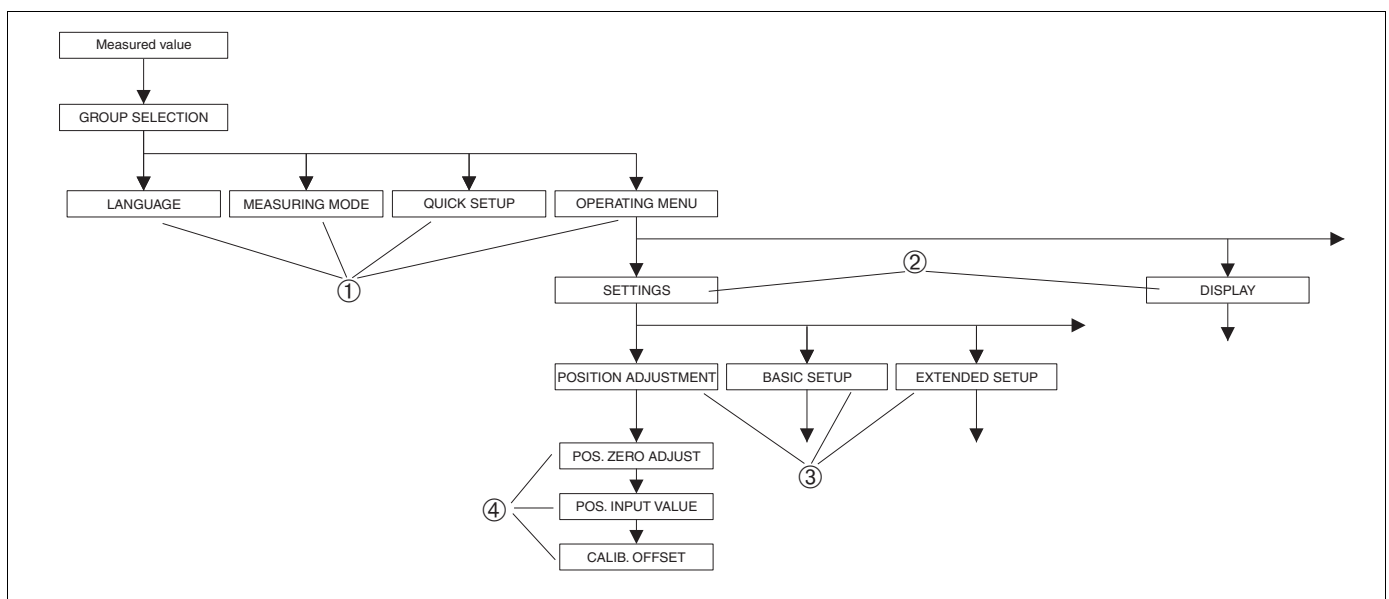 Measured value
GROUP SELECTION
LANGUAGE
MEASURING MODE
QUICK SETUP
OPERATING MENU
①
②
SETTINGS
DISPLAY
POSITION ADJUSTMENT
BASIC SETUP
EXTENDED SETUP
POS. ZERO ADJUST
③
④
POS. INPUT VALUE
CALIB. OFFSET